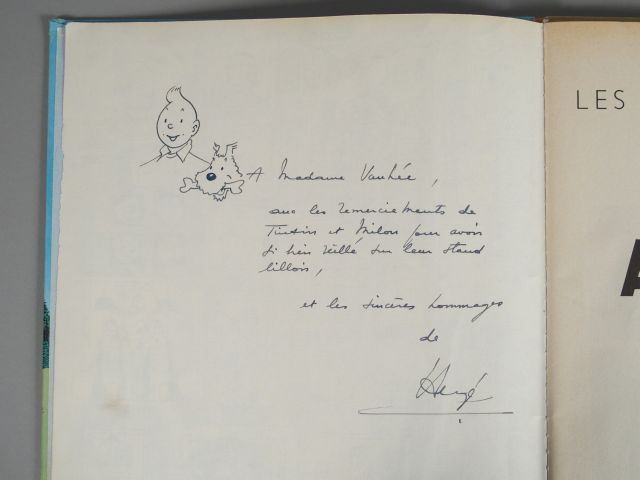 A Madame Vanhée,
avec les remerciements de
Tintin et Milou pour avoir
si bien veillé sur leur stand
lillois,
et les sincères hommages
de
Hergé
LES
A